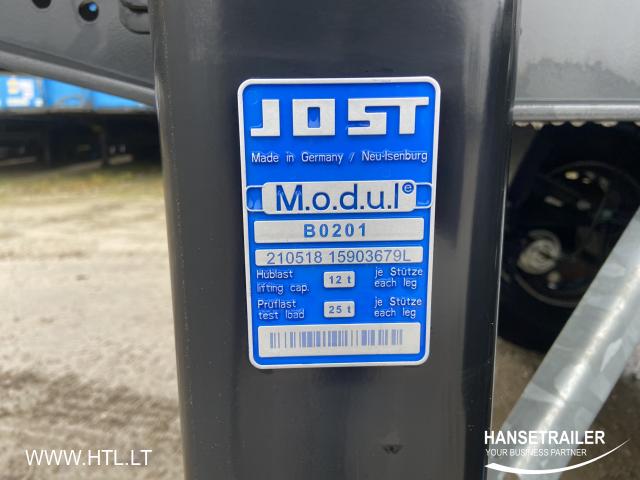 JOST
Made in Germany / Neu-Isenburg
M.o.d.u.l e
B0201
210518 15903679L
Hublast lifting cap. 12 t je Stütze each leg
Prüflast test load 25 t je Stütze each leg
WWW.HTL.LT
HANSETRAILER
YOUR BUSINESS PARTNER